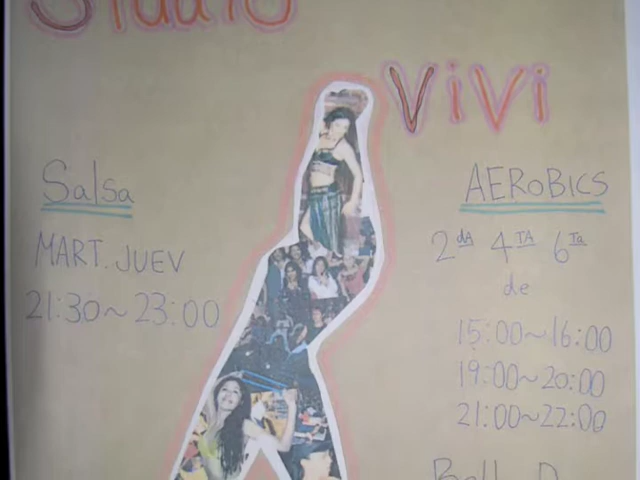 Studio
ViVi
Salsa
MART. JUEV
21:30~23:00
AEROBICS
2dA 4TA 6Ta
de
15:00~16:00
19:00~20:00
21:00~22:00